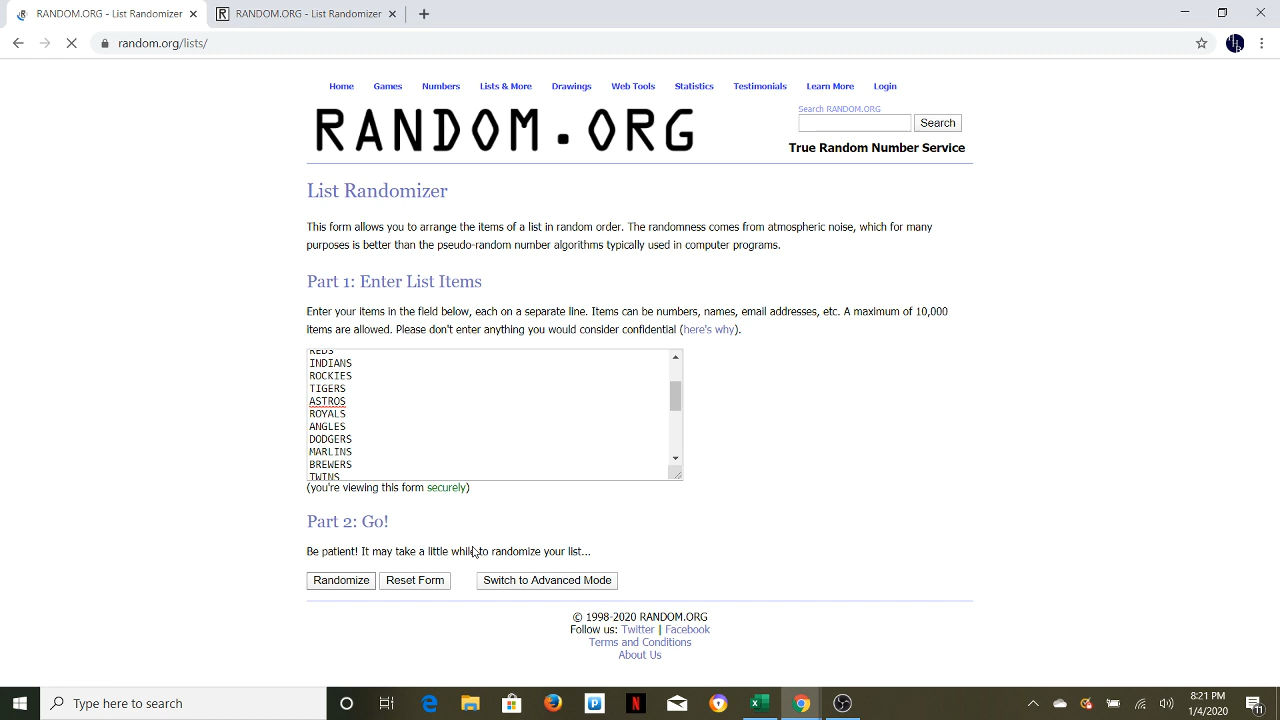 RANDOM.ORG - List Randomizer
RANDOM.ORG - List Randomizer
random.org/lists/
Home Games Numbers Lists & More Drawings Web Tools Statistics Testimonials Learn More Login
RANDOM.ORG
Search RANDOM.ORG
Search
True Random Number Service
List Randomizer
This form allows you to arrange the items of a list in random order. The randomness comes from atmospheric noise, which for many
purposes is better than the pseudo-random number algorithms typically used in computer programs.
Part 1: Enter List Items
Enter your items in the field below, each on a separate line. Items can be numbers, names, email addresses, etc. A maximum of 10,000
items are allowed. Please don't enter anything you would consider confidential (here's why).
REDS
INDIANS
ROCKIES
TIGERS
ASTROS
ROYALS
ANGLES
DODGERS
MARLINS
BREWERS
TWINS
(you're viewing this form securely)
Part 2: Go!
Be patient! It may take a little while to randomize your list...
Randomize Reset Form Switch to Advanced Mode
© 1998-2020 RANDOM.ORG
Follow us: Twitter | Facebook
Terms and Conditions
About Us
Type here to search
8:21 PM
1/4/2020